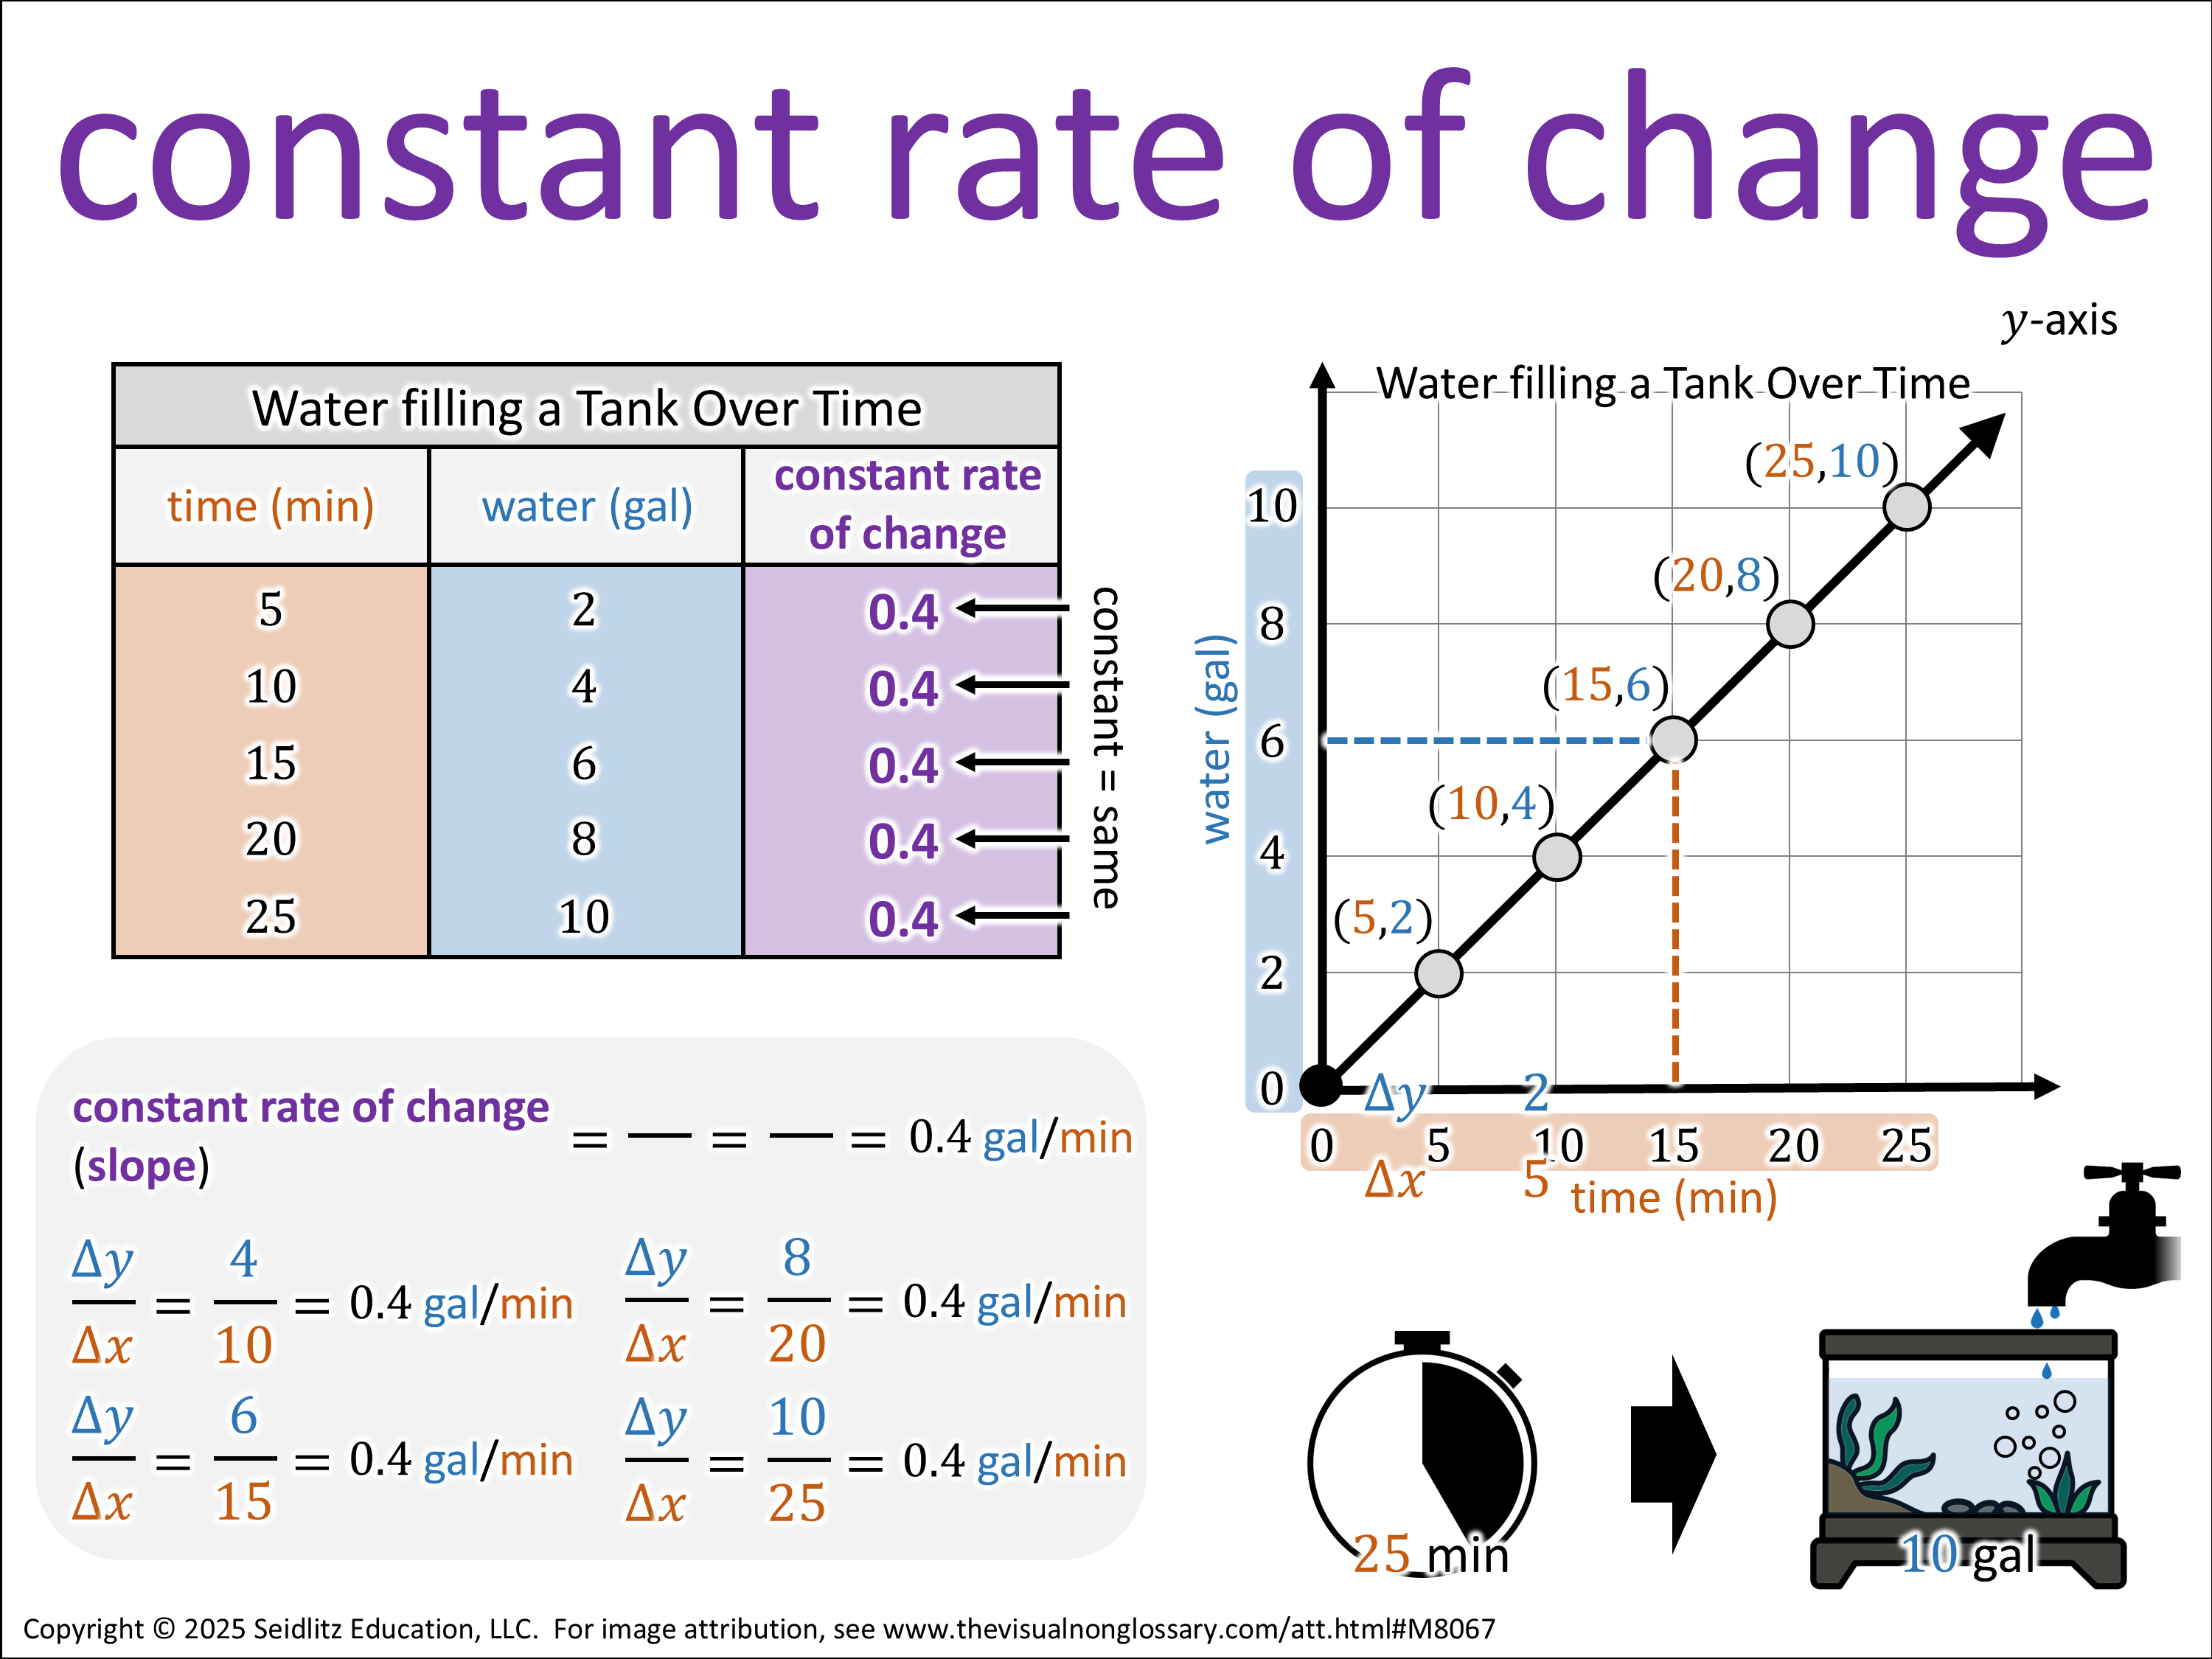 constant rate of change
Water filling a Tank Over Time
time (min) water (gal) constant rate of change
5 2 0.4
10 4 0.4
15 6 0.4
20 8 0.4
25 10 0.4
constant = same
constant rate of change
(slope)
= — = — = 0.4 gal/min
Δy/Δx = 4/10 = 0.4 gal/min
Δy/Δx = 8/20 = 0.4 gal/min
Δy/Δx = 6/15 = 0.4 gal/min
Δy/Δx = 10/25 = 0.4 gal/min
y-axis
Water filling a Tank Over Time
water (gal)
10
8
6
4
2
0
(25,10)
(20,8)
(15,6)
(10,4)
(5,2)
Δy 2
0 5 10 15 20 25
Δx 5
time (min)
25 min
10 gal
Copyright © 2025 Seidlitz Education, LLC. For image attribution, see www.thevisualnonglossary.com/att.html#M8067